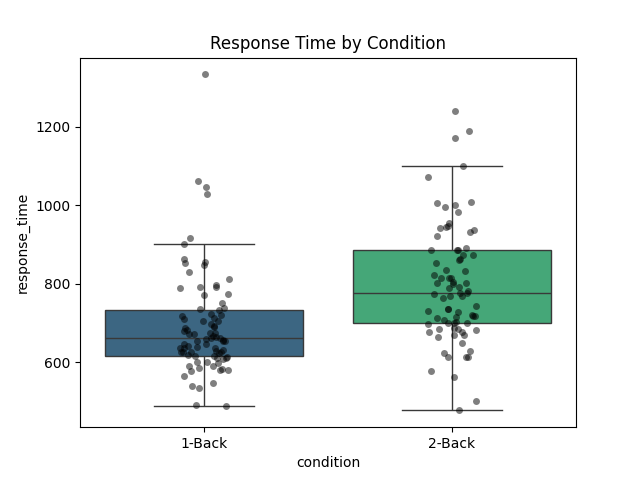 Response Time by Condition
1200
1000
800
600
response_time
1-Back
2-Back
condition